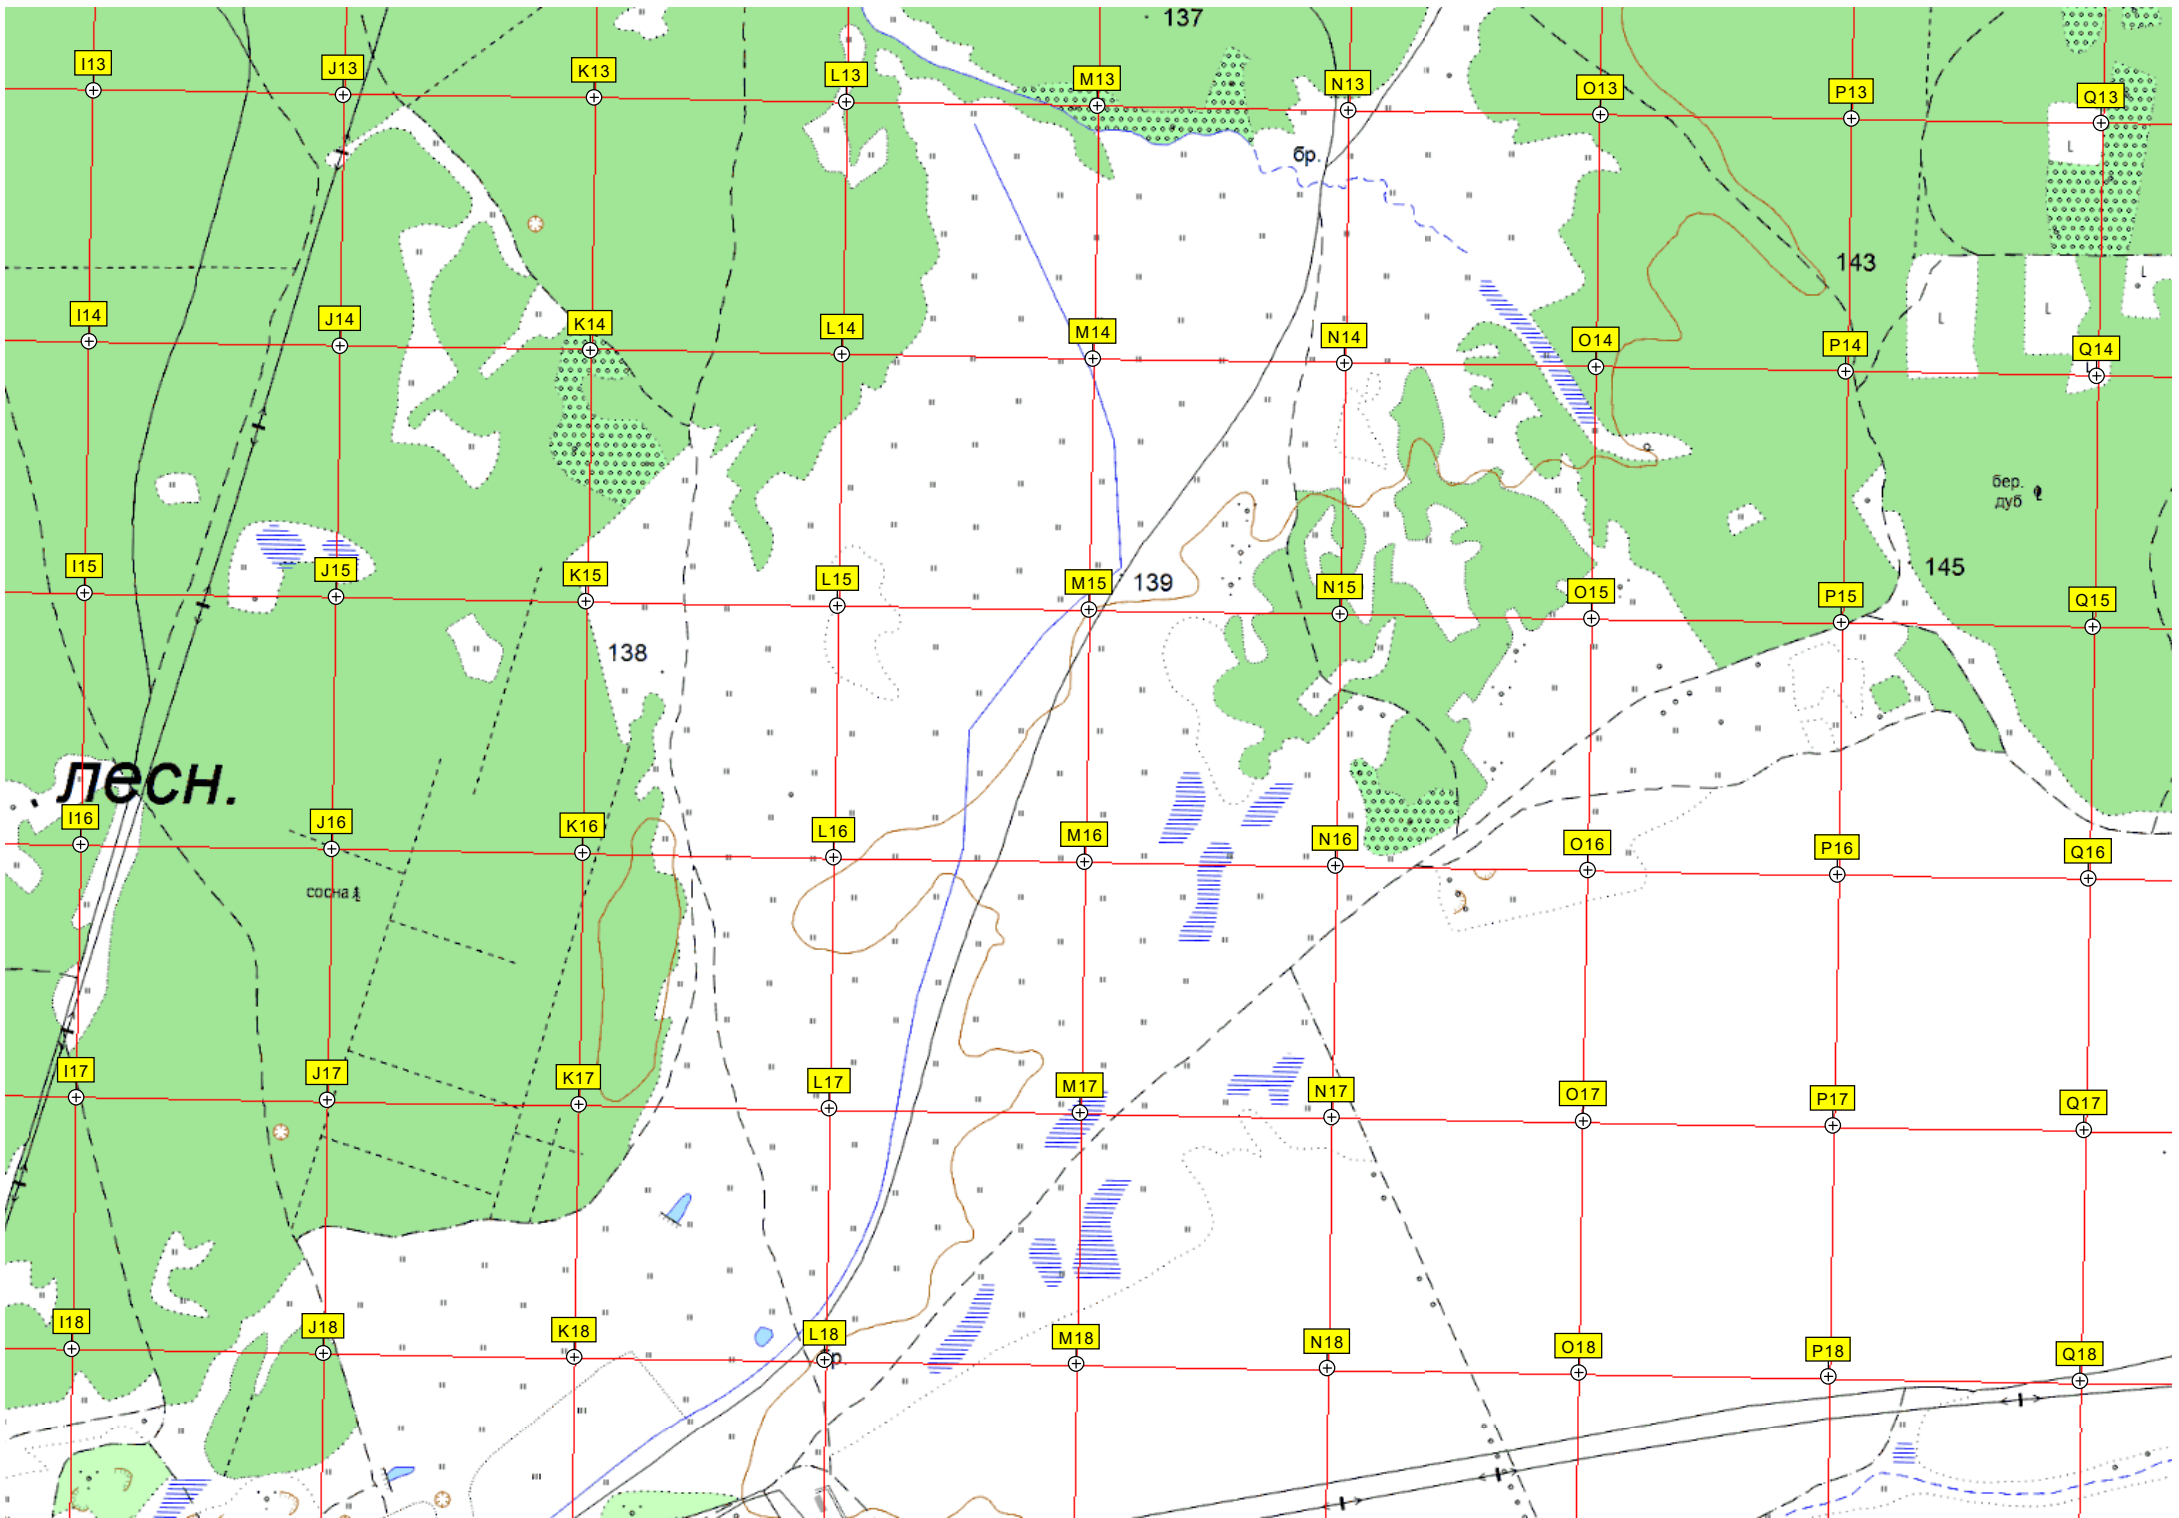 137
I13 J13 K13 L13 M13 N13 O13 P13 Q13
бр.
L
143
L
L L
I14 J14 K14 L14 M14 N14 O14 P14 Q14
L
бер.
дуб
I15 J15 K15 L15 M15 139 N15 O15 P15 145 Q15
138
лесн.
I16 J16 K16 L16 M16 N16 O16 P16 Q16
сосна
I17 J17 K17 L17 M17 N17 O17 P17 Q17
I18 J18 K18 L18 M18 N18 O18 P18 Q18
р.